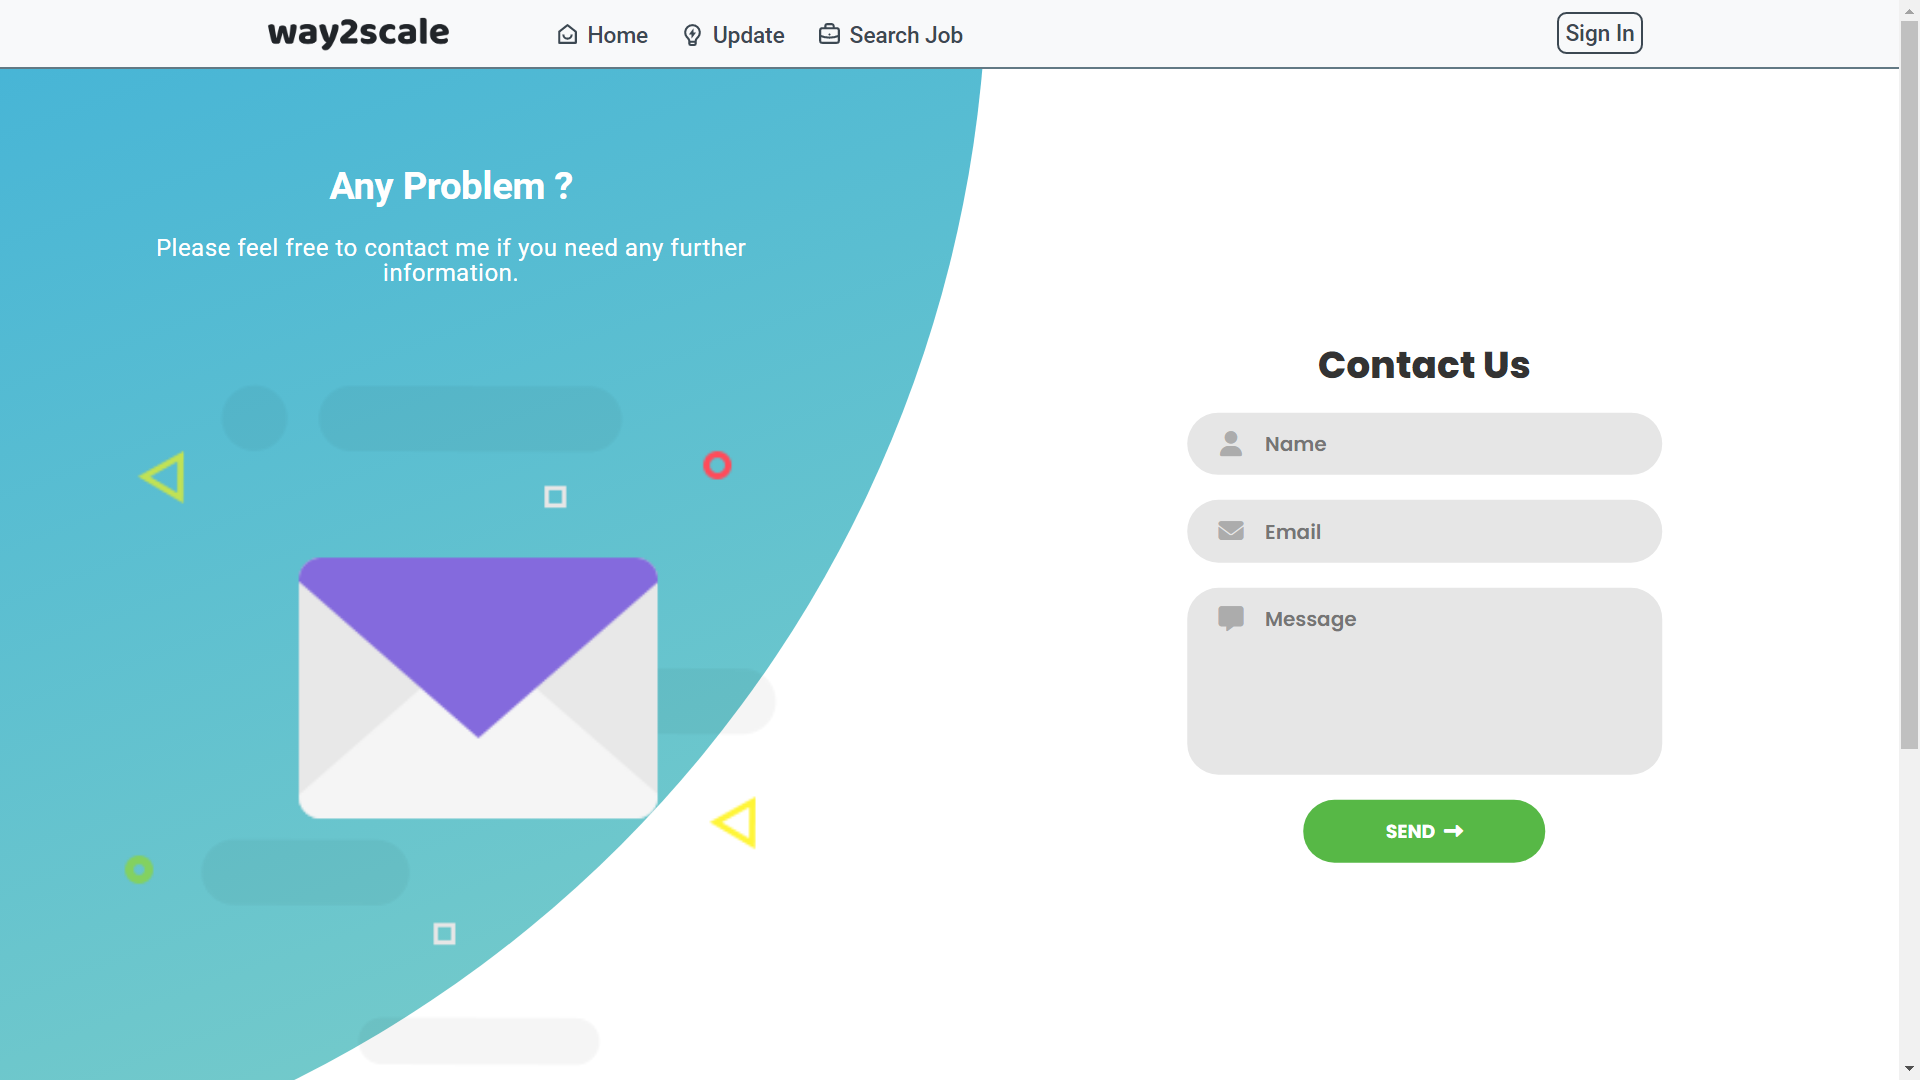 way2scale
Home
Update
Search Job
Sign In
Any Problem ?
Please feel free to contact me if you need any further
information.
Contact Us
Name
Email
Message
SEND